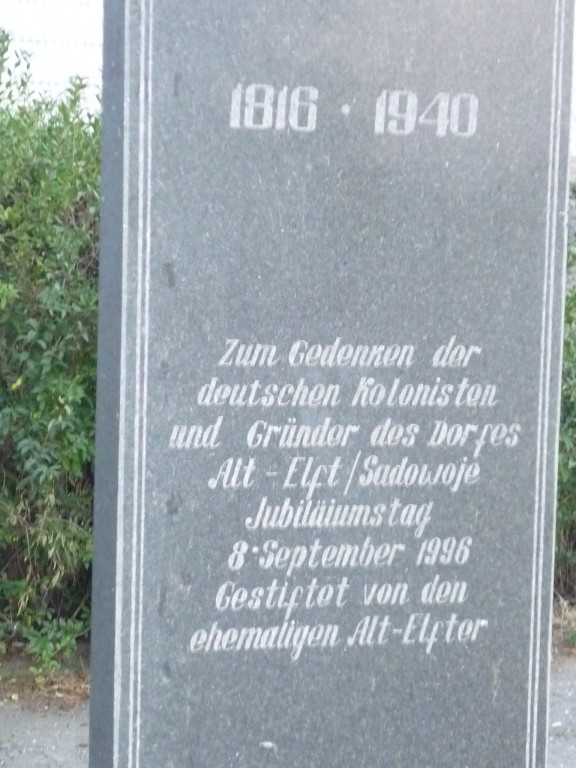 1816 · 1940
Zum Gedenken der
deutschen Kolonisten
und Gründer des Dorfes
Alt-Elft/Sadowoje
Jubiläiumstag
8·September 1996
Gestiftet von den
ehemaligen Alt-Elfter